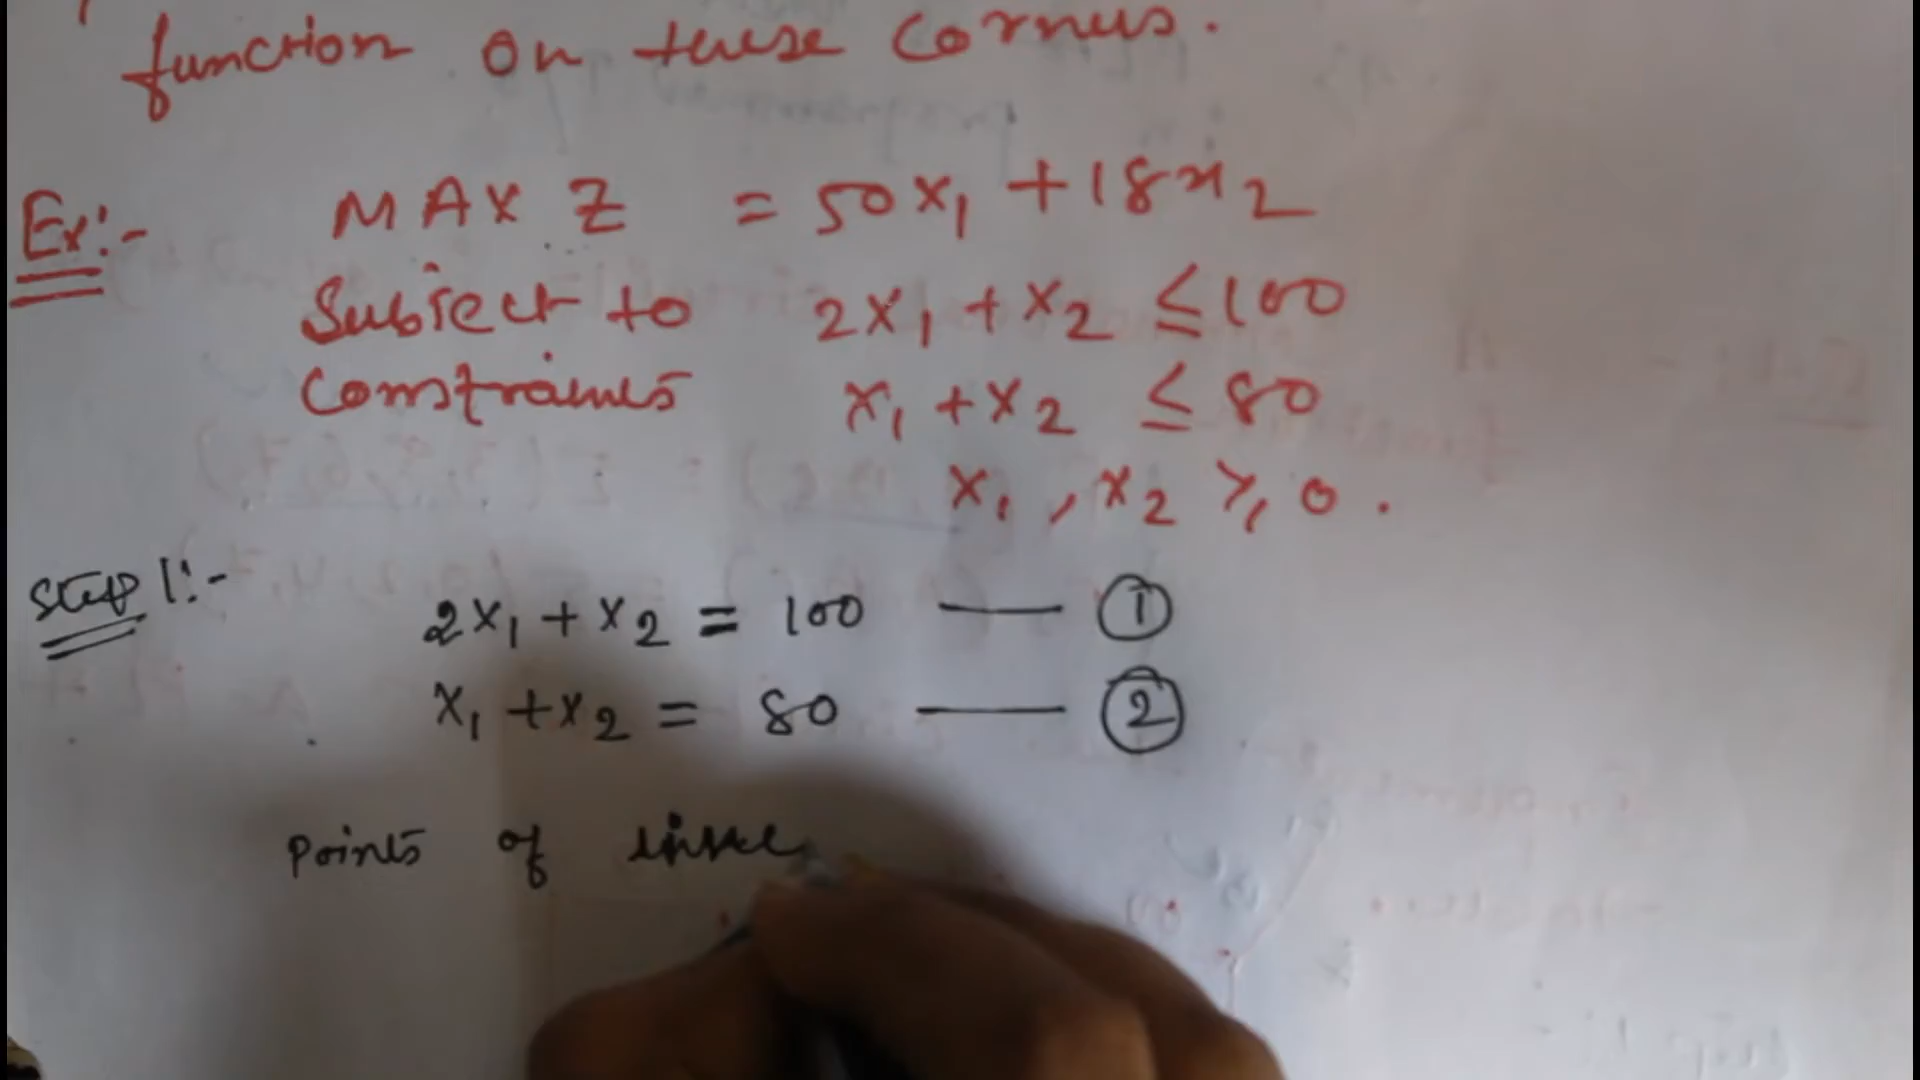 function on these corners.
Ex:- MAX Z = 50x₁ + 18x₂
Subject to 2x₁ + x₂ ≤ 100
Constraints x₁ + x₂ ≤ 80
x₁, x₂ ≥ 0.
Step 1:-
2x₁ + x₂ = 100 —— ①
x₁ + x₂ = 80 —— ②
Points of